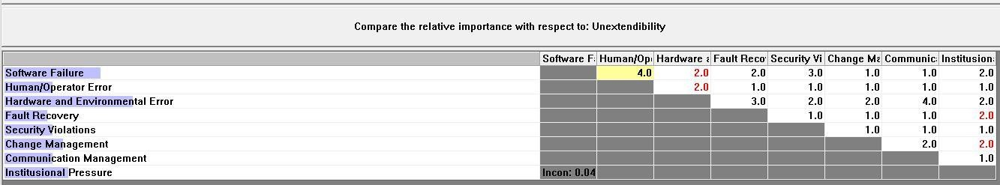 Compare the relative importance with respect to: Unextendibility
Software F: Human/Op Hardware Fault Reco Security Vi Change Ma Communic Institution
Software Failure 4.0 2.0 2.0 3.0 1.0 1.0 2.0
Human/Operator Error 2.0 1.0 1.0 1.0 1.0 1.0
Hardware and Environmental Error 3.0 2.0 2.0 4.0 2.0
Fault Recovery 1.0 1.0 1.0 2.0
Security Violations 1.0 1.0 1.0
Change Management 2.0 2.0
Communication Management 1.0
Institutional Pressure Incon: 0.04